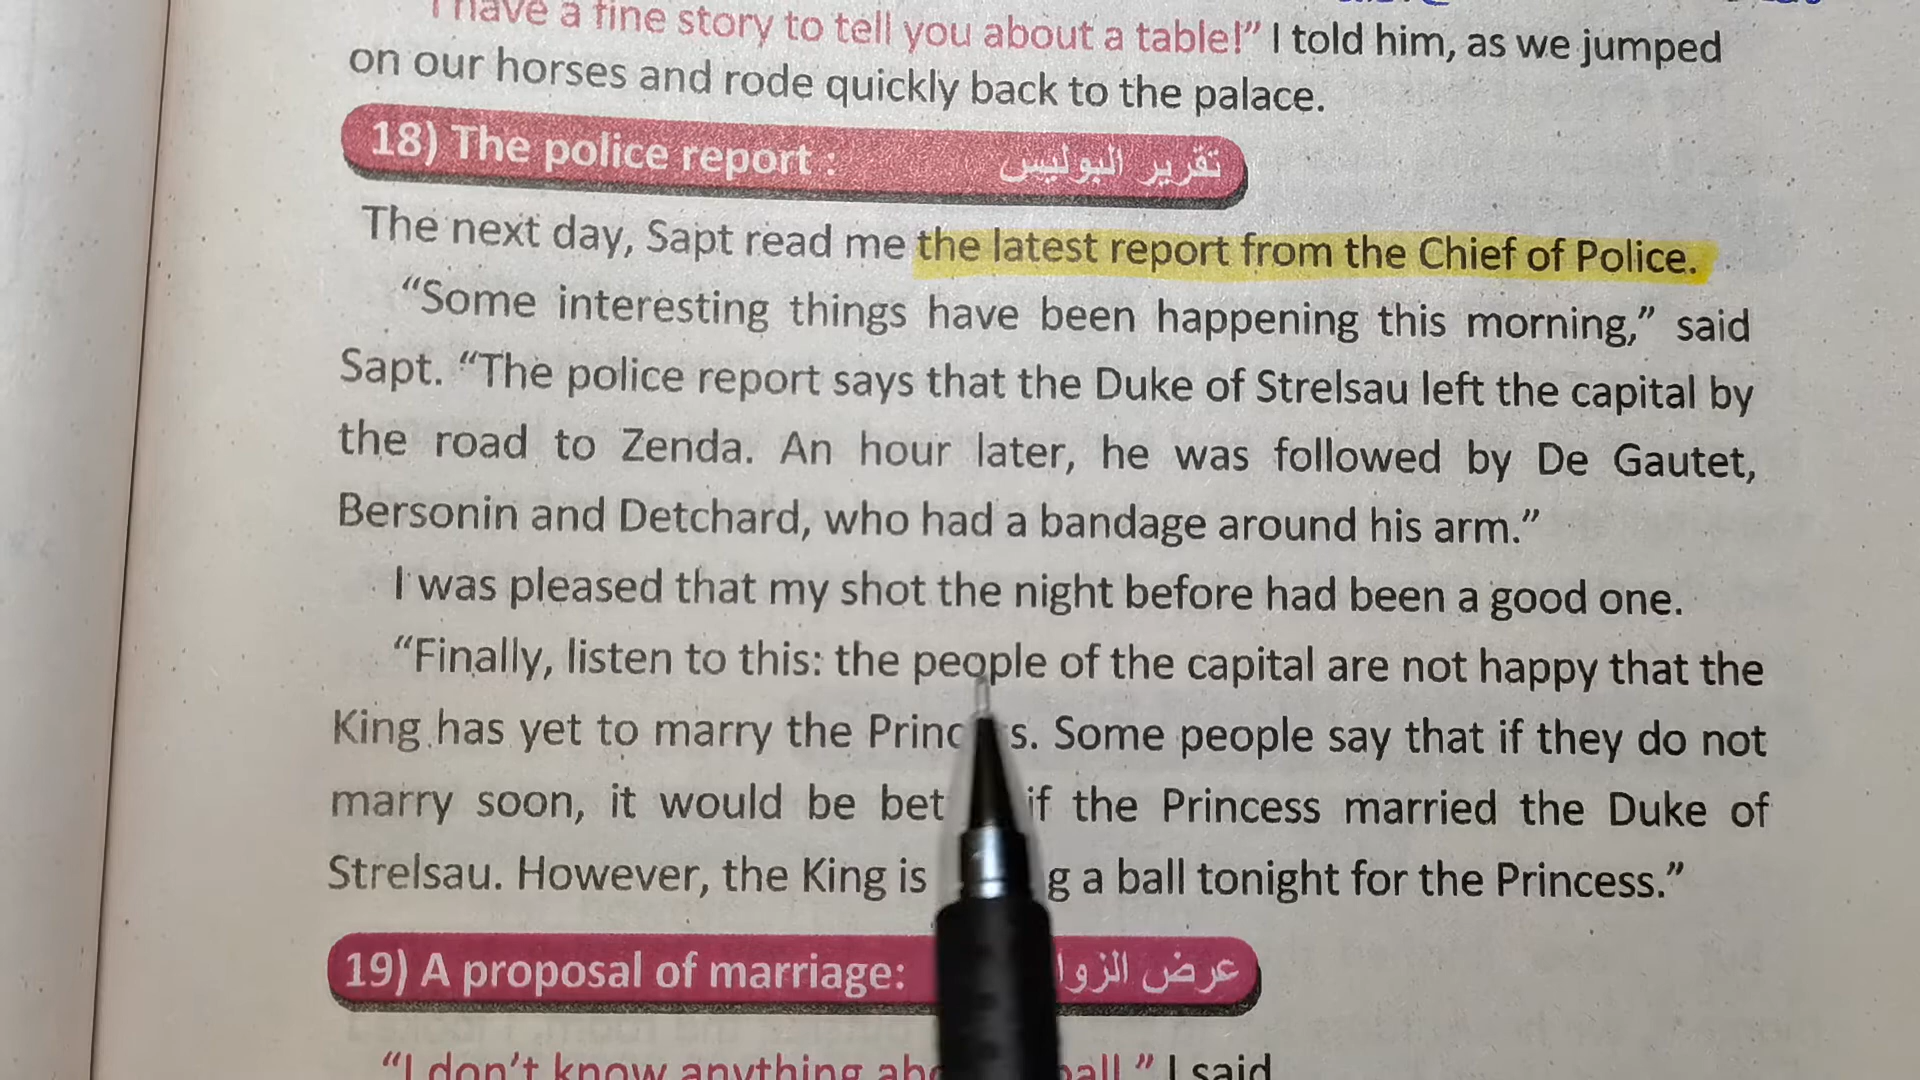 I have a fine story to tell you about a table!” I told him, as we jumped
on our horses and rode quickly back to the palace.
18) The police report : تقرير البوليس
The next day, Sapt read me the latest report from the Chief of Police.
“Some interesting things have been happening this morning,” said
Sapt. “The police report says that the Duke of Strelsau left the capital by
the road to Zenda. An hour later, he was followed by De Gautet,
Bersonin and Detchard, who had a bandage around his arm.”
I was pleased that my shot the night before had been a good one.
“Finally, listen to this: the people of the capital are not happy that the
King has yet to marry the Princ s. Some people say that if they do not
marry soon, it would be bet if the Princess married the Duke of
Strelsau. However, the King is g a ball tonight for the Princess.”
19) A proposal of marriage: عرض الزوا
“I don’t know anything ball,” I said